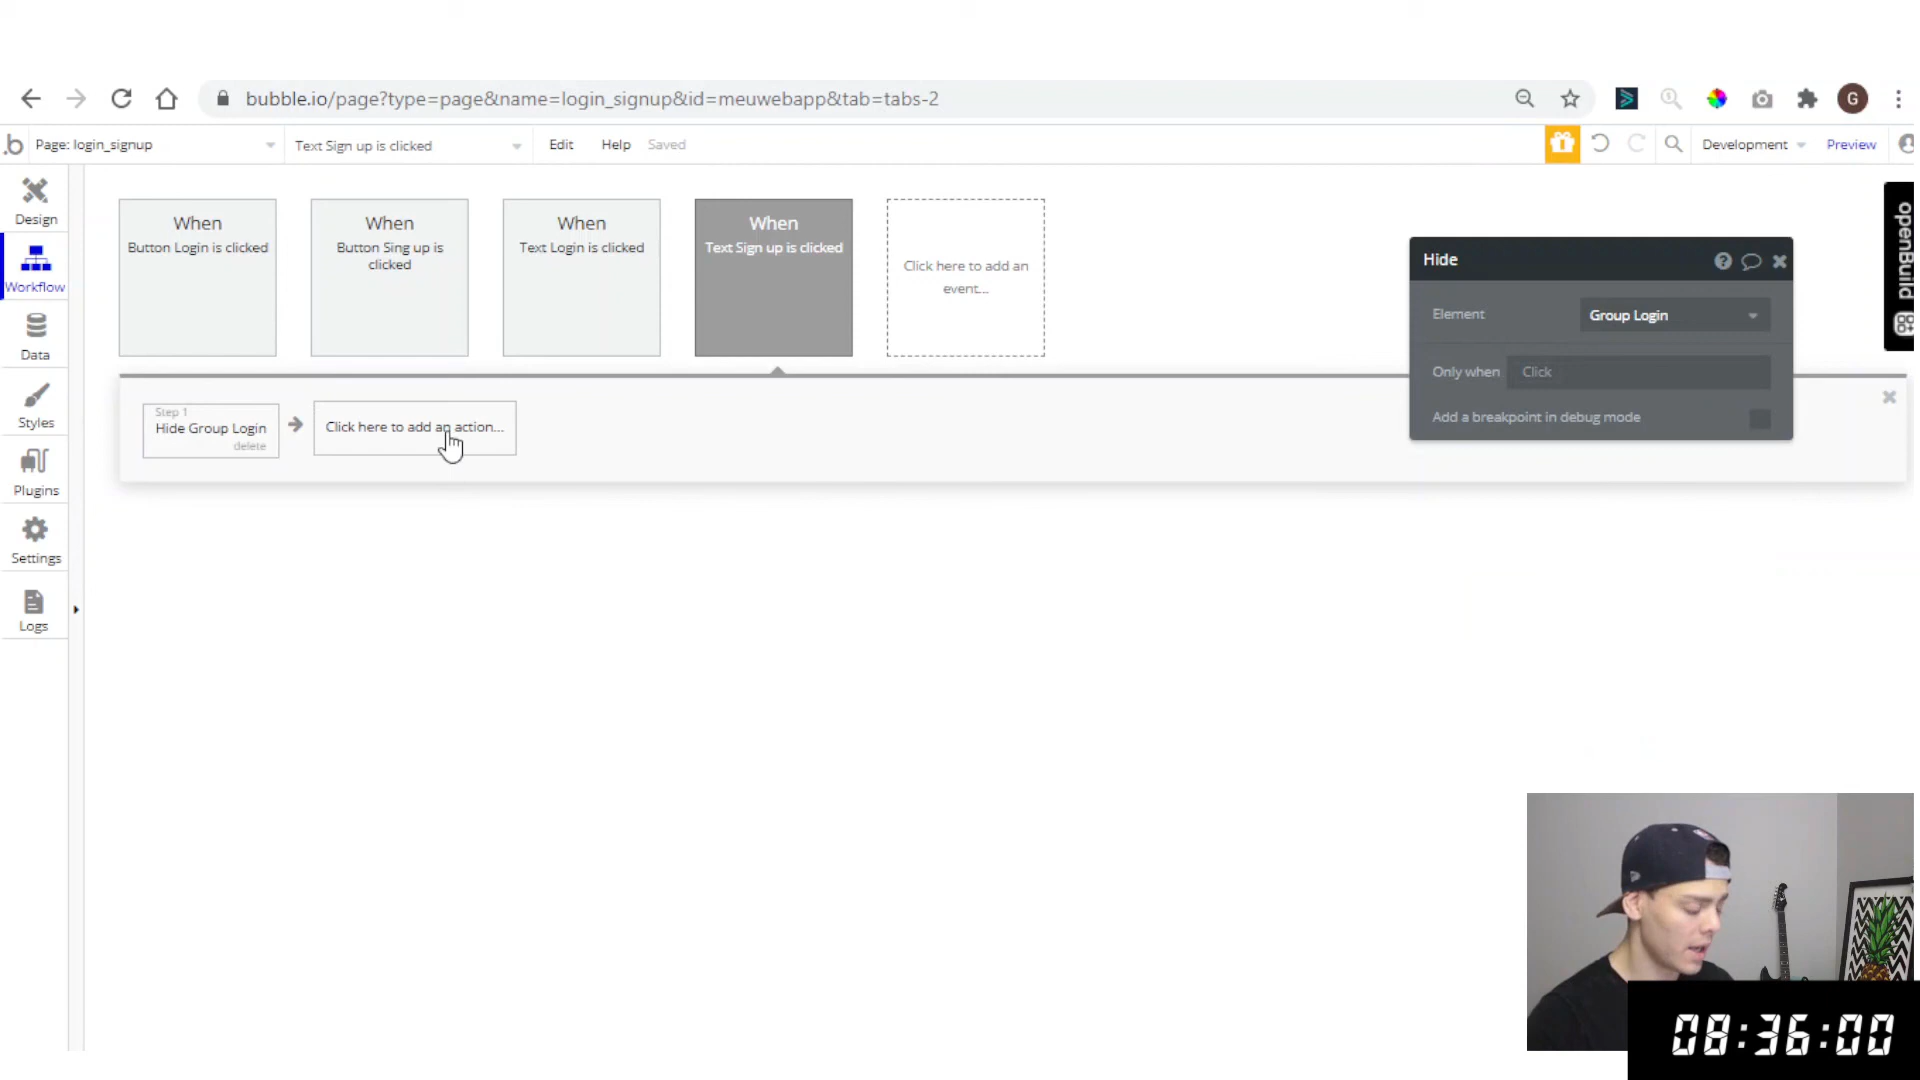 bubble.io/page?type=page&name=login_signup&id=meuwebapp&tab=tabs-2
G
b
Page: login_signup
Text Sign up is clicked
Edit
Help
Saved
Development
Preview
Design
Workflow
Data
Styles
Plugins
Settings
Logs
When
Button Login is clicked
When
Button Sing up is
clicked
When
Text Login is clicked
When
Text Sign up is clicked
Click here to add an
event...
Step 1
Hide Group Login
delete
Click here to add an action...
Hide
Element
Group Login
Only when
Click
Add a breakpoint in debug mode
openBuild
08:36:00